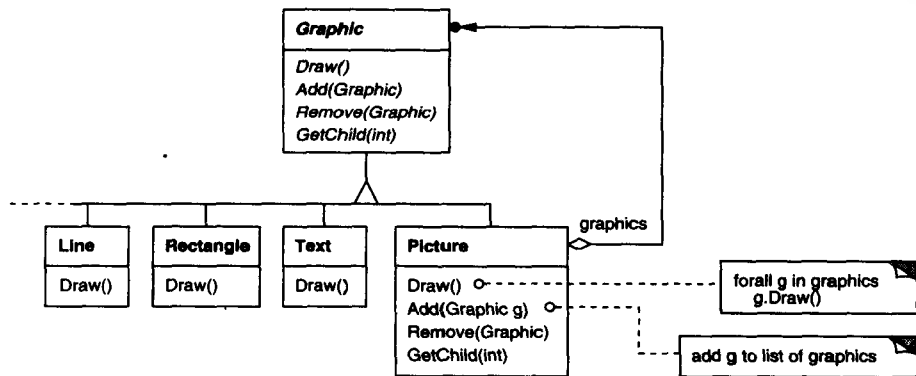 Graphic
Draw()
Add(Graphic)
Remove(Graphic)
GetChild(int)
graphics
Line
Draw()
Rectangle
Draw()
Text
Draw()
Picture
Draw()
Add(Graphic g)
Remove(Graphic)
GetChild(int)
forall g in graphics
g.Draw()
add g to list of graphics